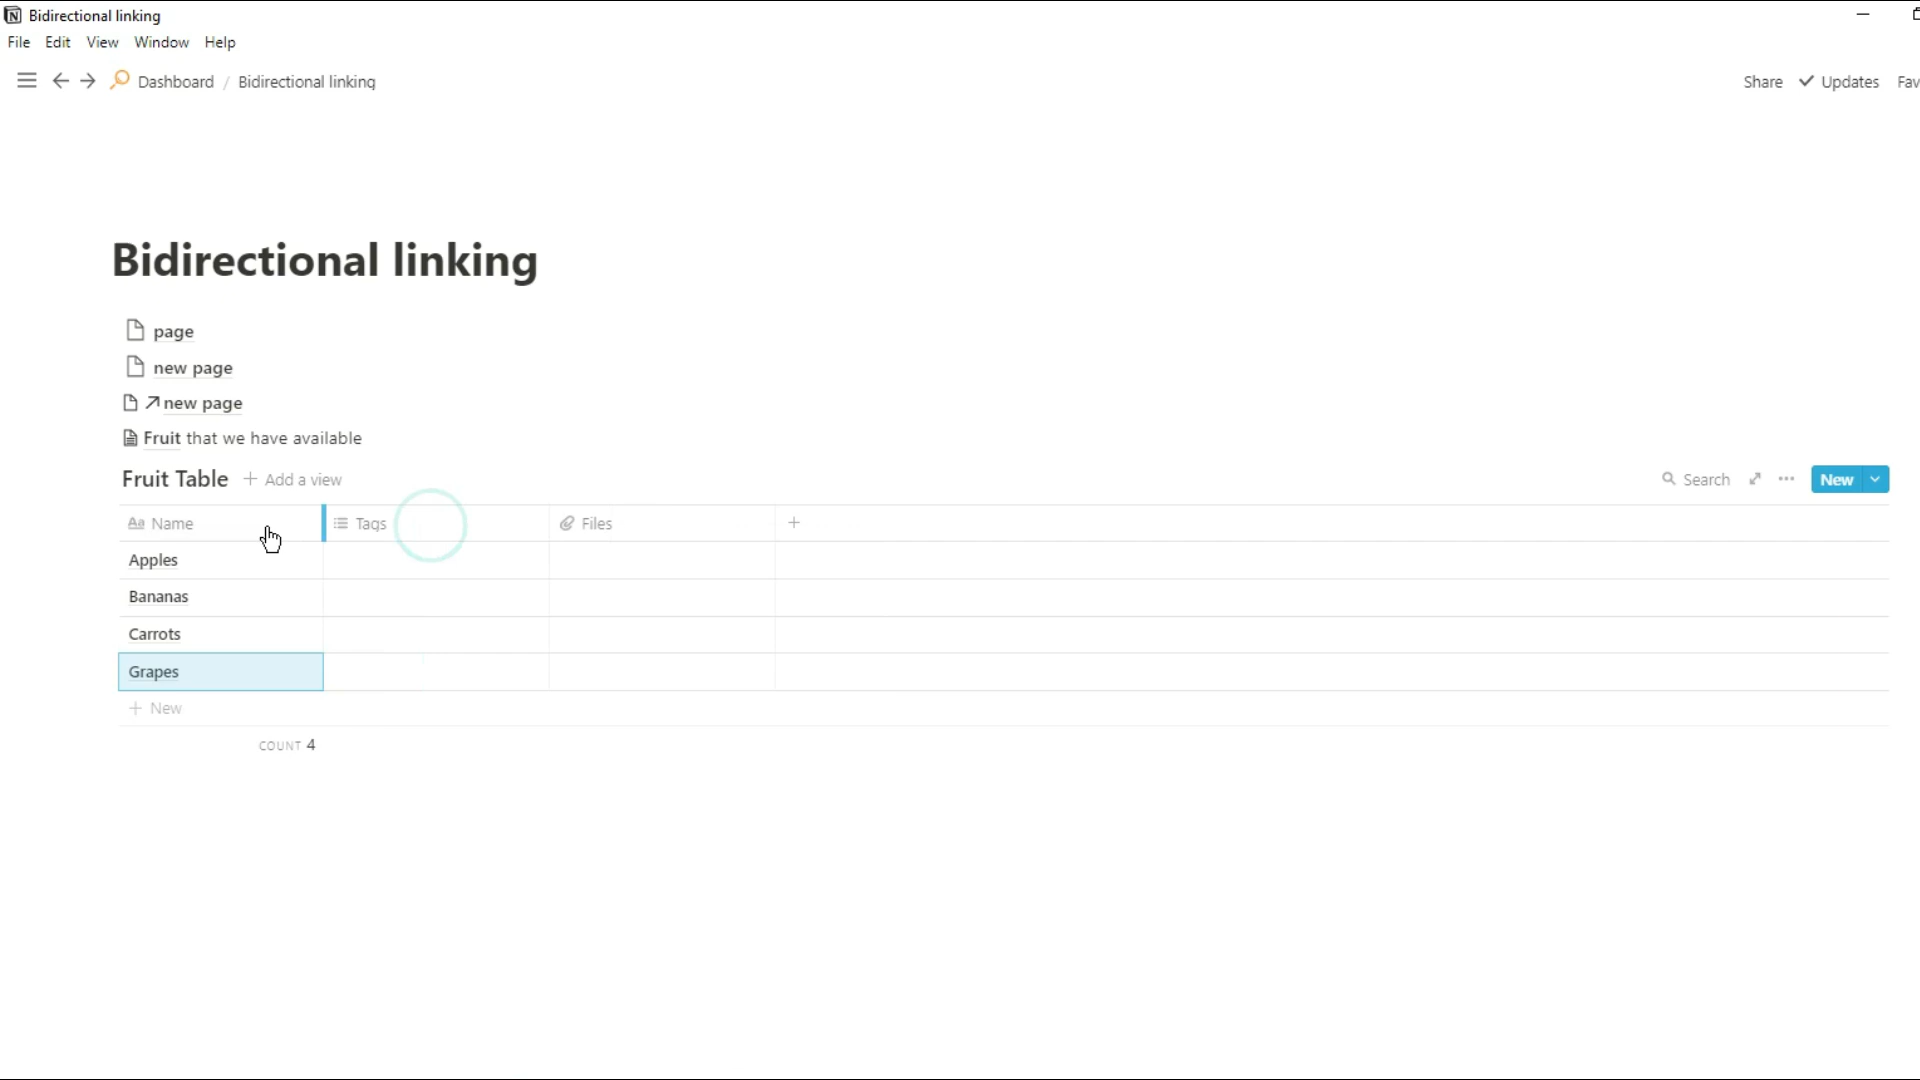 Bidirectional linking
File Edit View Window Help
Dashboard / Bidirectional linking
Share Updates Fav
Bidirectional linking
page
new page
new page
Fruit that we have available
Fruit Table + Add a view
Search ••• New
Aa Name Tags Files +
Apples
Bananas
Carrots
Grapes
+ New
COUNT 4